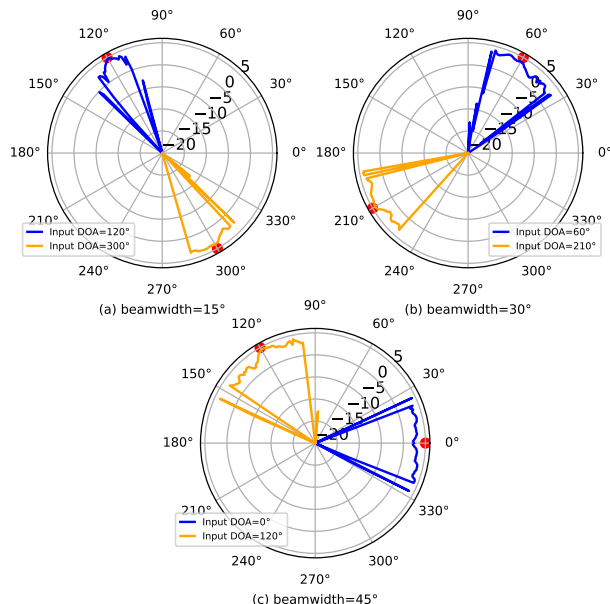 90°
120° 60°
150° 5 30°
0
−5
−10
−15
−20
180° 0°
210° 330°
Input DOA=120°
Input DOA=300°
240° 300°
270°
(a) beamwidth=15°
90°
120° 60°
150° 5 30°
0
−5
−10
−15
−20
180° 0°
210° 330°
Input DOA=60°
Input DOA=210°
240° 300°
270°
(b) beamwidth=30°
90°
120° 60°
150° 5 30°
0
−5
−10
−15
−20
180° 0°
210° 330°
Input DOA=0°
Input DOA=120°
240° 300°
270°
(c) beamwidth=45°